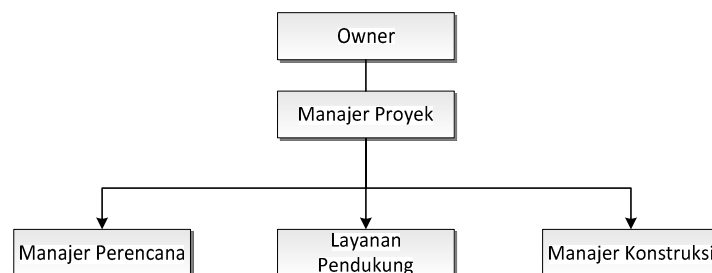 Owner
Manajer Proyek
Manajer Perencana
Layanan
Pendukung
Manajer Konstruksi